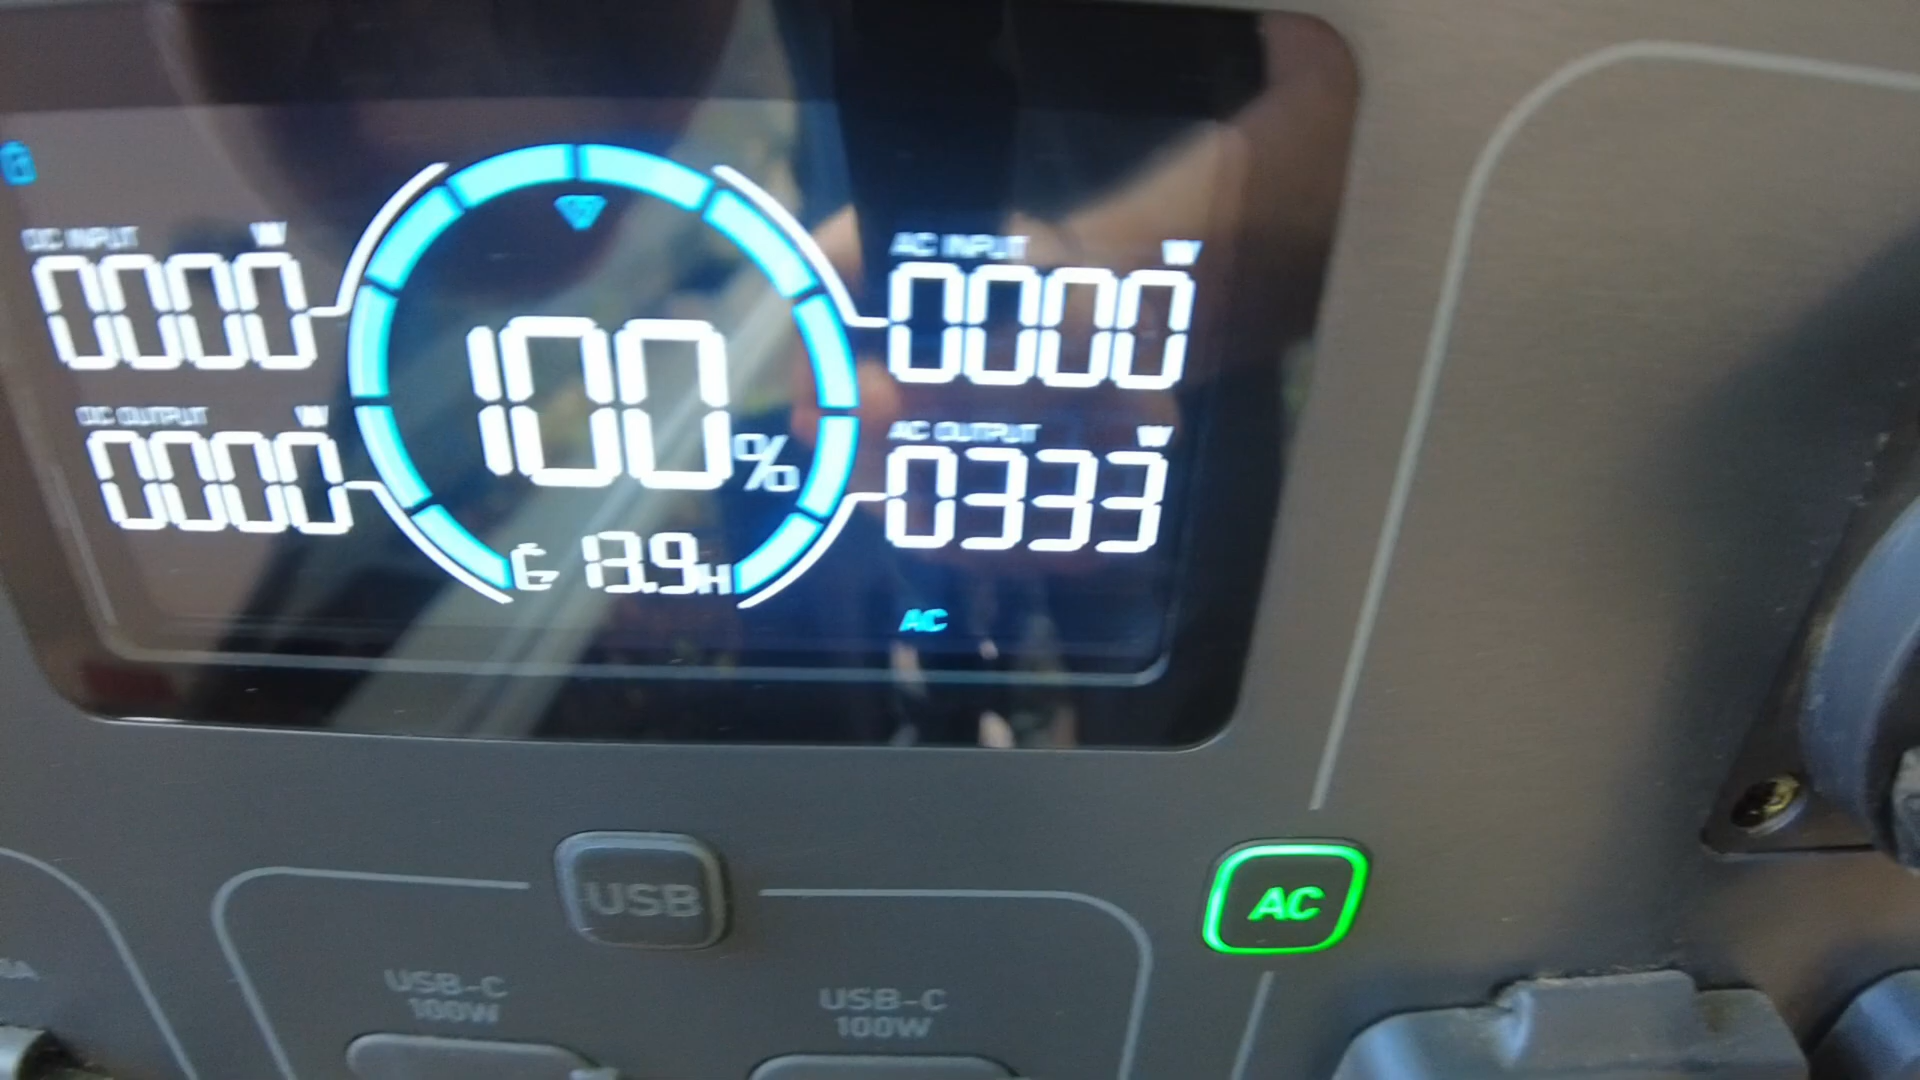 DC INPUT W
0000
AC INPUT W
0000
100%
DC OUTPUT W
0000
AC OUTPUT W
0333
13.9H
AC
USB
AC
USB-C
100W
USB-C
100W